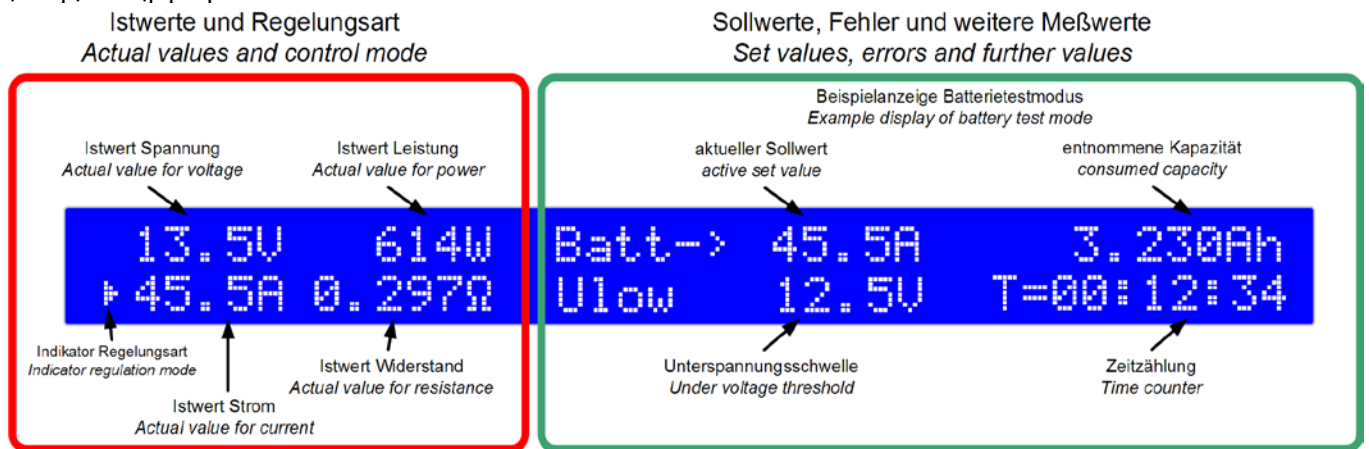 Istwerte und Regelungsart
Actual values and control mode
Sollwerte, Fehler und weitere Meßwerte
Set values, errors and further values
Beispielanzeige Batterietestmodus
Example display of battery test mode
Istwert Spannung
Actual value for voltage
Istwert Leistung
Actual value for power
aktueller Sollwert
active set value
entnommene Kapazität
consumed capacity
13.5V 614W Batt-> 45.5A 3.230Ah
45.5A 0.297Ω Ulow 12.5V T=00:12:34
Indikator Regelungsart
Indicator regulation mode
Istwert Strom
Actual value for current
Istwert Widerstand
Actual value for resistance
Unterspannungsschwelle
Under voltage threshold
Zeitzählung
Time counter